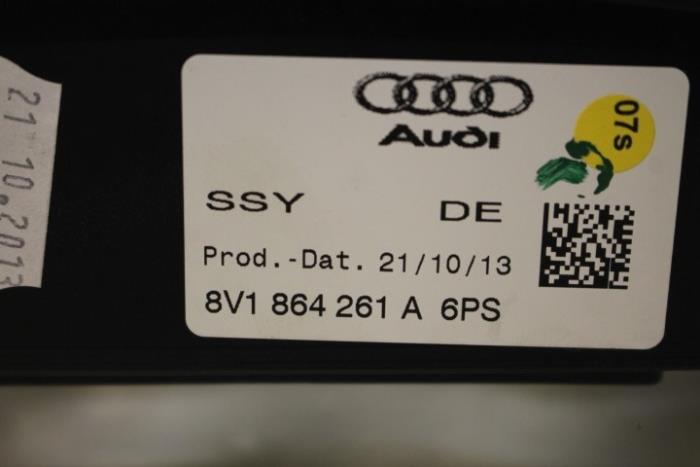 21 10.2013
AUDI
07s
SSY DE
Prod.-Dat. 21/10/13
8V1 864 261 A 6PS